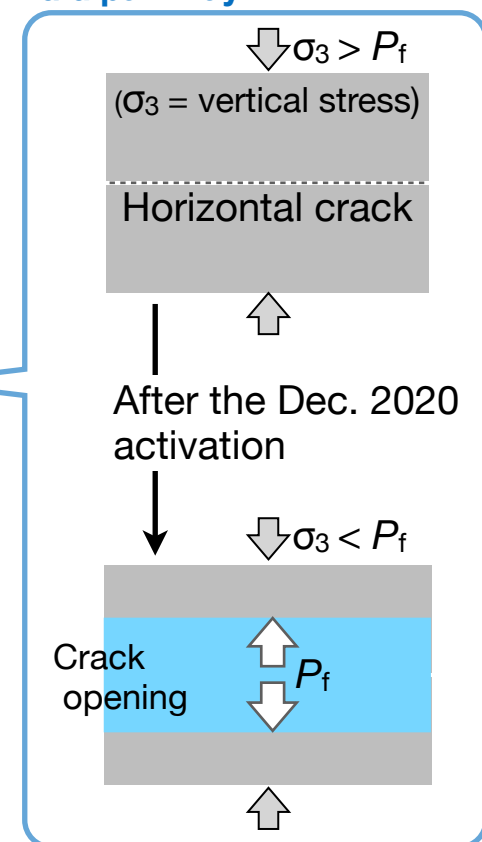 σ3 > Pf
(σ3 = vertical stress)
Horizontal crack
After the Dec. 2020
activation
σ3 < Pf
Crack
opening
Pf